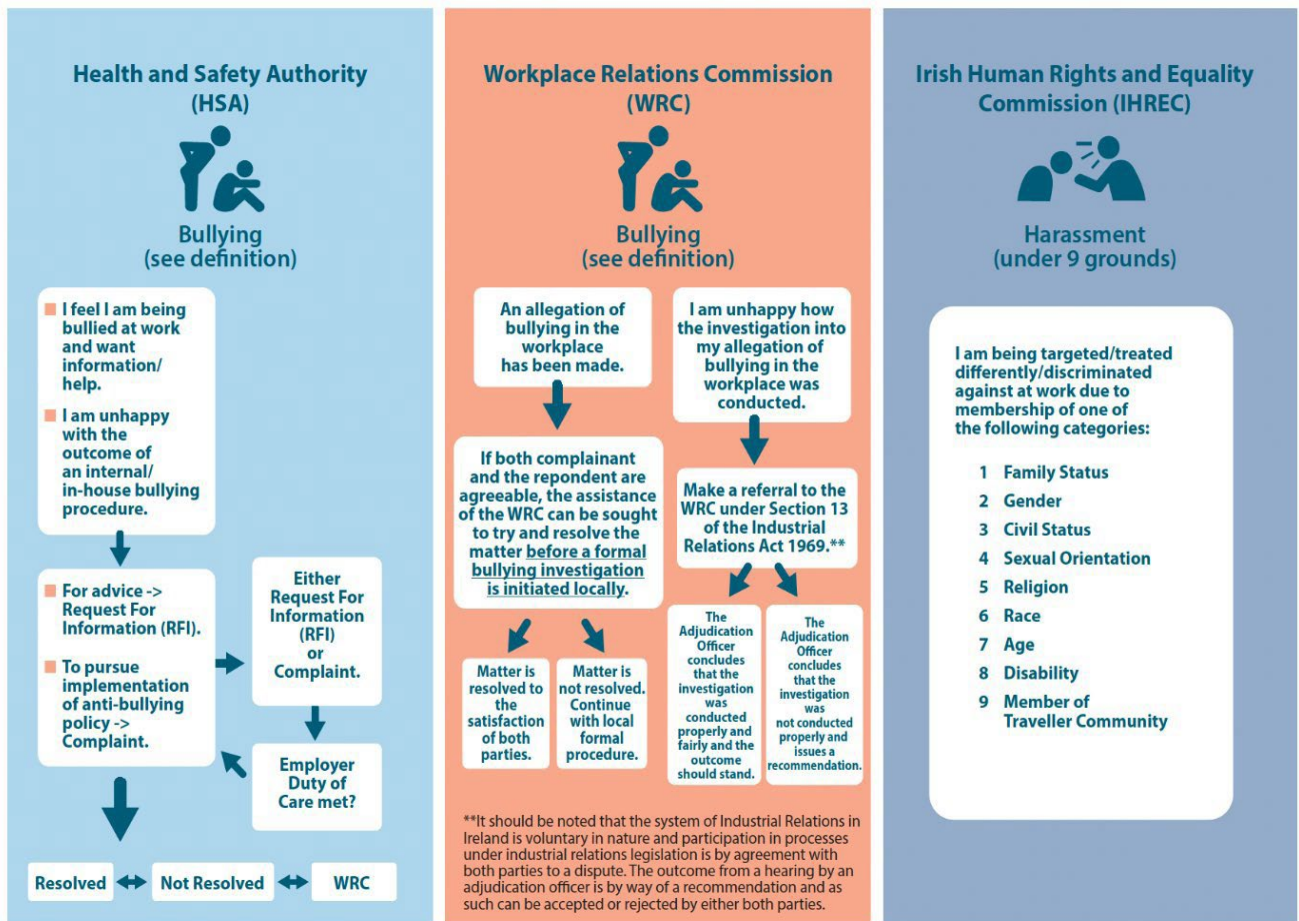 Health and Safety Authority
(HSA)
Bullying
(see definition)
I feel I am being
bullied at work
and want
information/
help.
I am unhappy
with the
outcome of
an internal/
in-house bullying
procedure.
For advice ->
Request For
Information (RFI).
To pursue
implementation
of anti-bullying
policy ->
Complaint.
Either
Request For
Information
(RFI)
or
Complaint.
Employer
Duty of
Care met?
Resolved
Not Resolved
WRC
Workplace Relations Commission
(WRC)
Bullying
(see definition)
An allegation of
bullying in the
workplace
has been made.
If both complainant
and the repondent are
agreeable, the assistance
of the WRC can be sought
to try and resolve the
matter before a formal
bullying investigation
is initiated locally.
Matter is
resolved to
the
satisfaction
of both
parties.
Matter is
not resolved.
Continue
with local
formal
procedure.
I am unhappy how
the investigation into
my allegation of
bullying in the
workplace was
conducted.
Make a referral to the
WRC under Section 13
of the Industrial
Relations Act 1969.**
The
Adjudication
Officer
concludes
that the
investigation
was
conducted
properly and
fairly and the
outcome
should stand.
The
Adjudication
Officer
concludes
that the
investigation
was
not conducted
properly and
issues a
recommendation.
**It should be noted that the system of Industrial Relations in
Ireland is voluntary in nature and participation in processes
under industrial relations legislation is by agreement with
both parties to a dispute. The outcome from a hearing by an
adjudication officer is by way of a recommendation and as
such can be accepted or rejected by either both parties.
Irish Human Rights and Equality
Commission (IHREC)
Harassment
(under 9 grounds)
I am being targeted/treated
differently/discriminated
against at work due to
membership of one of
the following categories:
1 Family Status
2 Gender
3 Civil Status
4 Sexual Orientation
5 Religion
6 Race
7 Age
8 Disability
9 Member of
Traveller Community